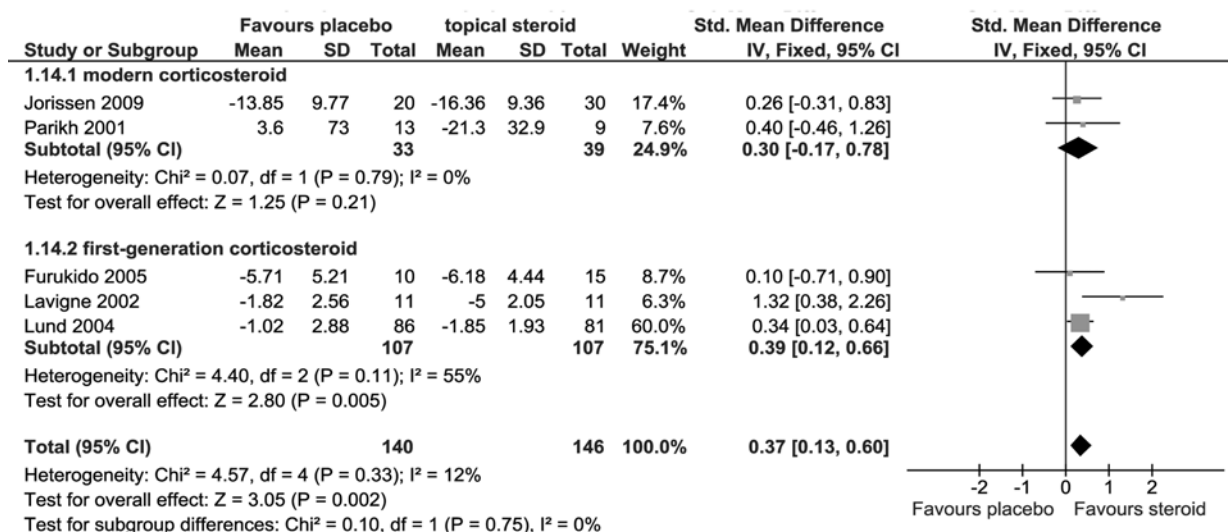 Favours placebo topical steroid Std. Mean Difference Std. Mean Difference
Study or Subgroup Mean SD Total Mean SD Total Weight IV, Fixed, 95% CI IV, Fixed, 95% CI
1.14.1 modern corticosteroid
Jorissen 2009 -13.85 9.77 20 -16.36 9.36 30 17.4% 0.26 [-0.31, 0.83]
Parikh 2001 3.6 73 13 -21.3 32.9 9 7.6% 0.40 [-0.46, 1.26]
Subtotal (95% CI) 33 39 24.9% 0.30 [-0.17, 0.78]
Heterogeneity: Chi² = 0.07, df = 1 (P = 0.79); I² = 0%
Test for overall effect: Z = 1.25 (P = 0.21)
1.14.2 first-generation corticosteroid
Furukido 2005 -5.71 5.21 10 -6.18 4.44 15 8.7% 0.10 [-0.71, 0.90]
Lavigne 2002 -1.82 2.56 11 -5 2.05 11 6.3% 1.32 [0.38, 2.26]
Lund 2004 -1.02 2.88 86 -1.85 1.93 81 60.0% 0.34 [0.03, 0.64]
Subtotal (95% CI) 107 107 75.1% 0.39 [0.12, 0.66]
Heterogeneity: Chi² = 4.40, df = 2 (P = 0.11); I² = 55%
Test for overall effect: Z = 2.80 (P = 0.005)
Total (95% CI) 140 146 100.0% 0.37 [0.13, 0.60]
Heterogeneity: Chi² = 4.57, df = 4 (P = 0.33); I² = 12%
Test for overall effect: Z = 3.05 (P = 0.002)
Test for subgroup differences: Chi² = 0.10, df = 1 (P = 0.75), I² = 0%
-2 -1 0 1 2
Favours placebo Favours steroid